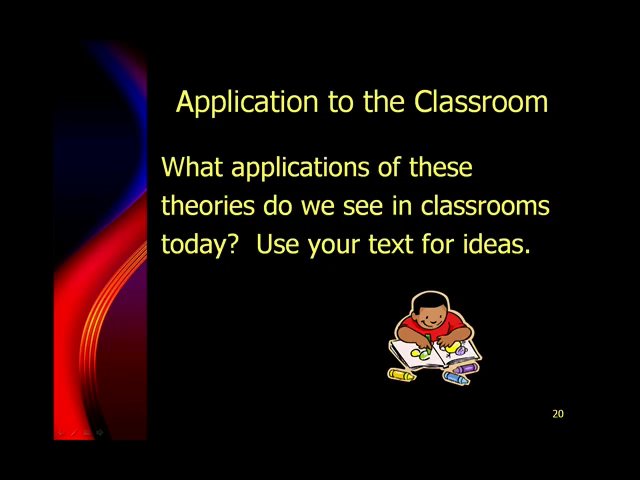 Application to the Classroom
What applications of these
theories do we see in classrooms
today?  Use your text for ideas.
20